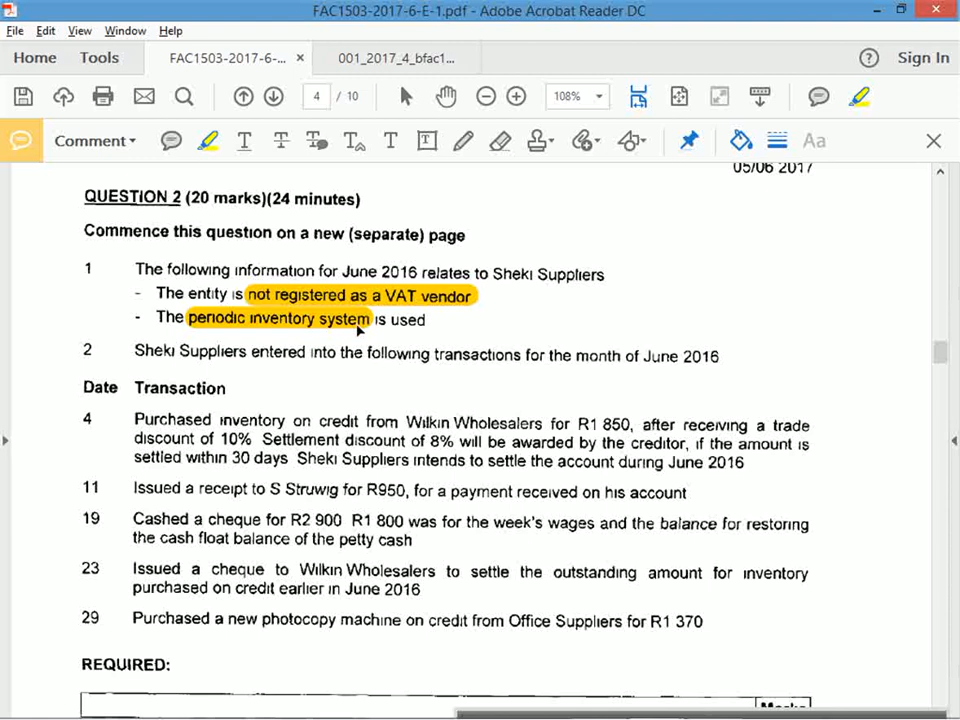 FAC1503-2017-6-E-1.pdf - Adobe Acrobat Reader DC
File Edit View Window Help
Home Tools FAC1503-2017-6-... × 001_2017_4_bfac1... Sign In
4 / 10 108%
Comment Aa
05/06 2017
QUESTION 2 (20 marks)(24 minutes)
Commence this question on a new (separate) page
1 The following information for June 2016 relates to Sheki Suppliers
- The entity is not registered as a VAT vendor
- The periodic inventory system is used
2 Sheki Suppliers entered into the following transactions for the month of June 2016
Date Transaction
4 Purchased inventory on credit from Wilkin Wholesalers for R1 850, after receiving a trade
discount of 10% Settlement discount of 8% will be awarded by the creditor, if the amount is
settled within 30 days Sheki Suppliers intends to settle the account during June 2016
11 Issued a receipt to S Struwig for R950, for a payment received on his account
19 Cashed a cheque for R2 900 R1 800 was for the week's wages and the balance for restoring
the cash float balance of the petty cash
23 Issued a cheque to Wilkin Wholesalers to settle the outstanding amount for inventory
purchased on credit earlier in June 2016
29 Purchased a new photocopy machine on credit from Office Suppliers for R1 370
REQUIRED:
Marks